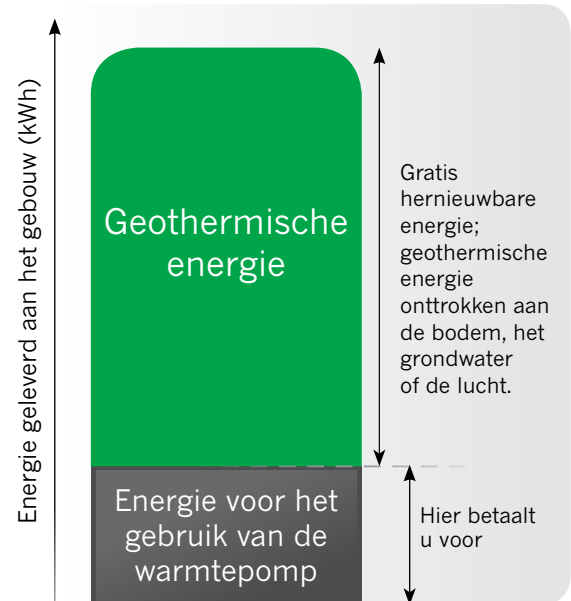 Energie geleverd aan het gebouw (kWh)
Geothermische
energie
Gratis
hernieuwbare
energie;
geothermische
energie
onttrokken aan
de bodem, het
grondwater
of de lucht.
Energie voor het
gebruik van de
warmtepomp
Hier betaalt
u voor